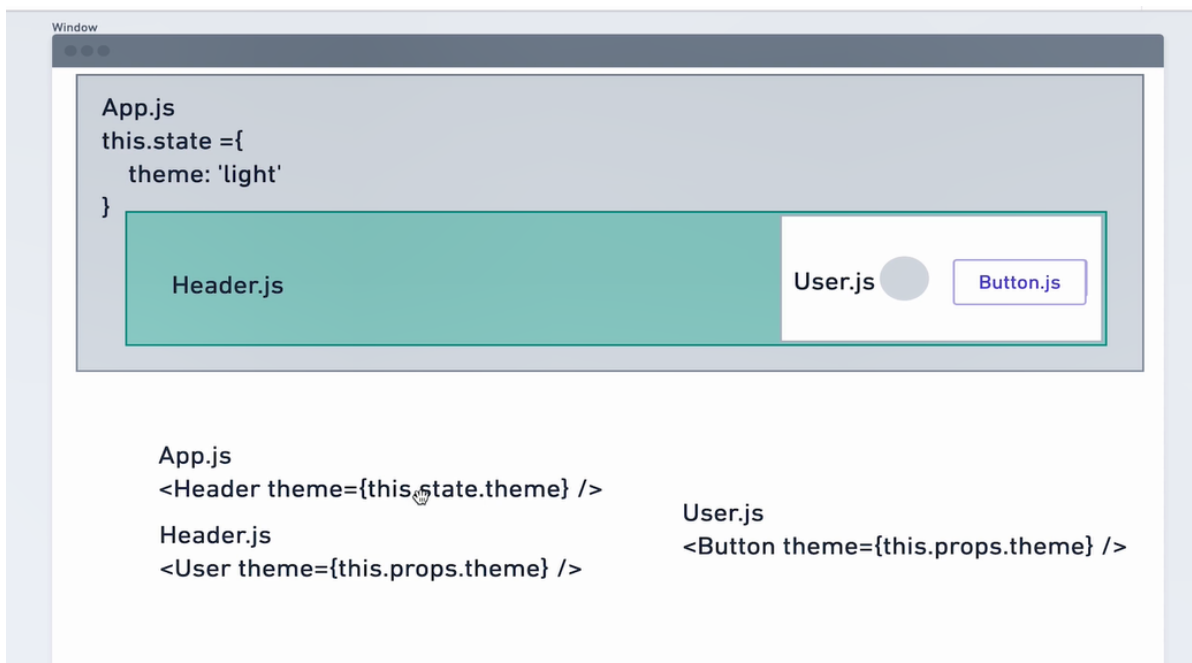 Window
App.js
this.state ={
theme: 'light'
}
Header.js
User.js
Button.js
App.js
<Header theme={this.state.theme} />
Header.js
<User theme={this.props.theme} />
User.js
<Button theme={this.props.theme} />